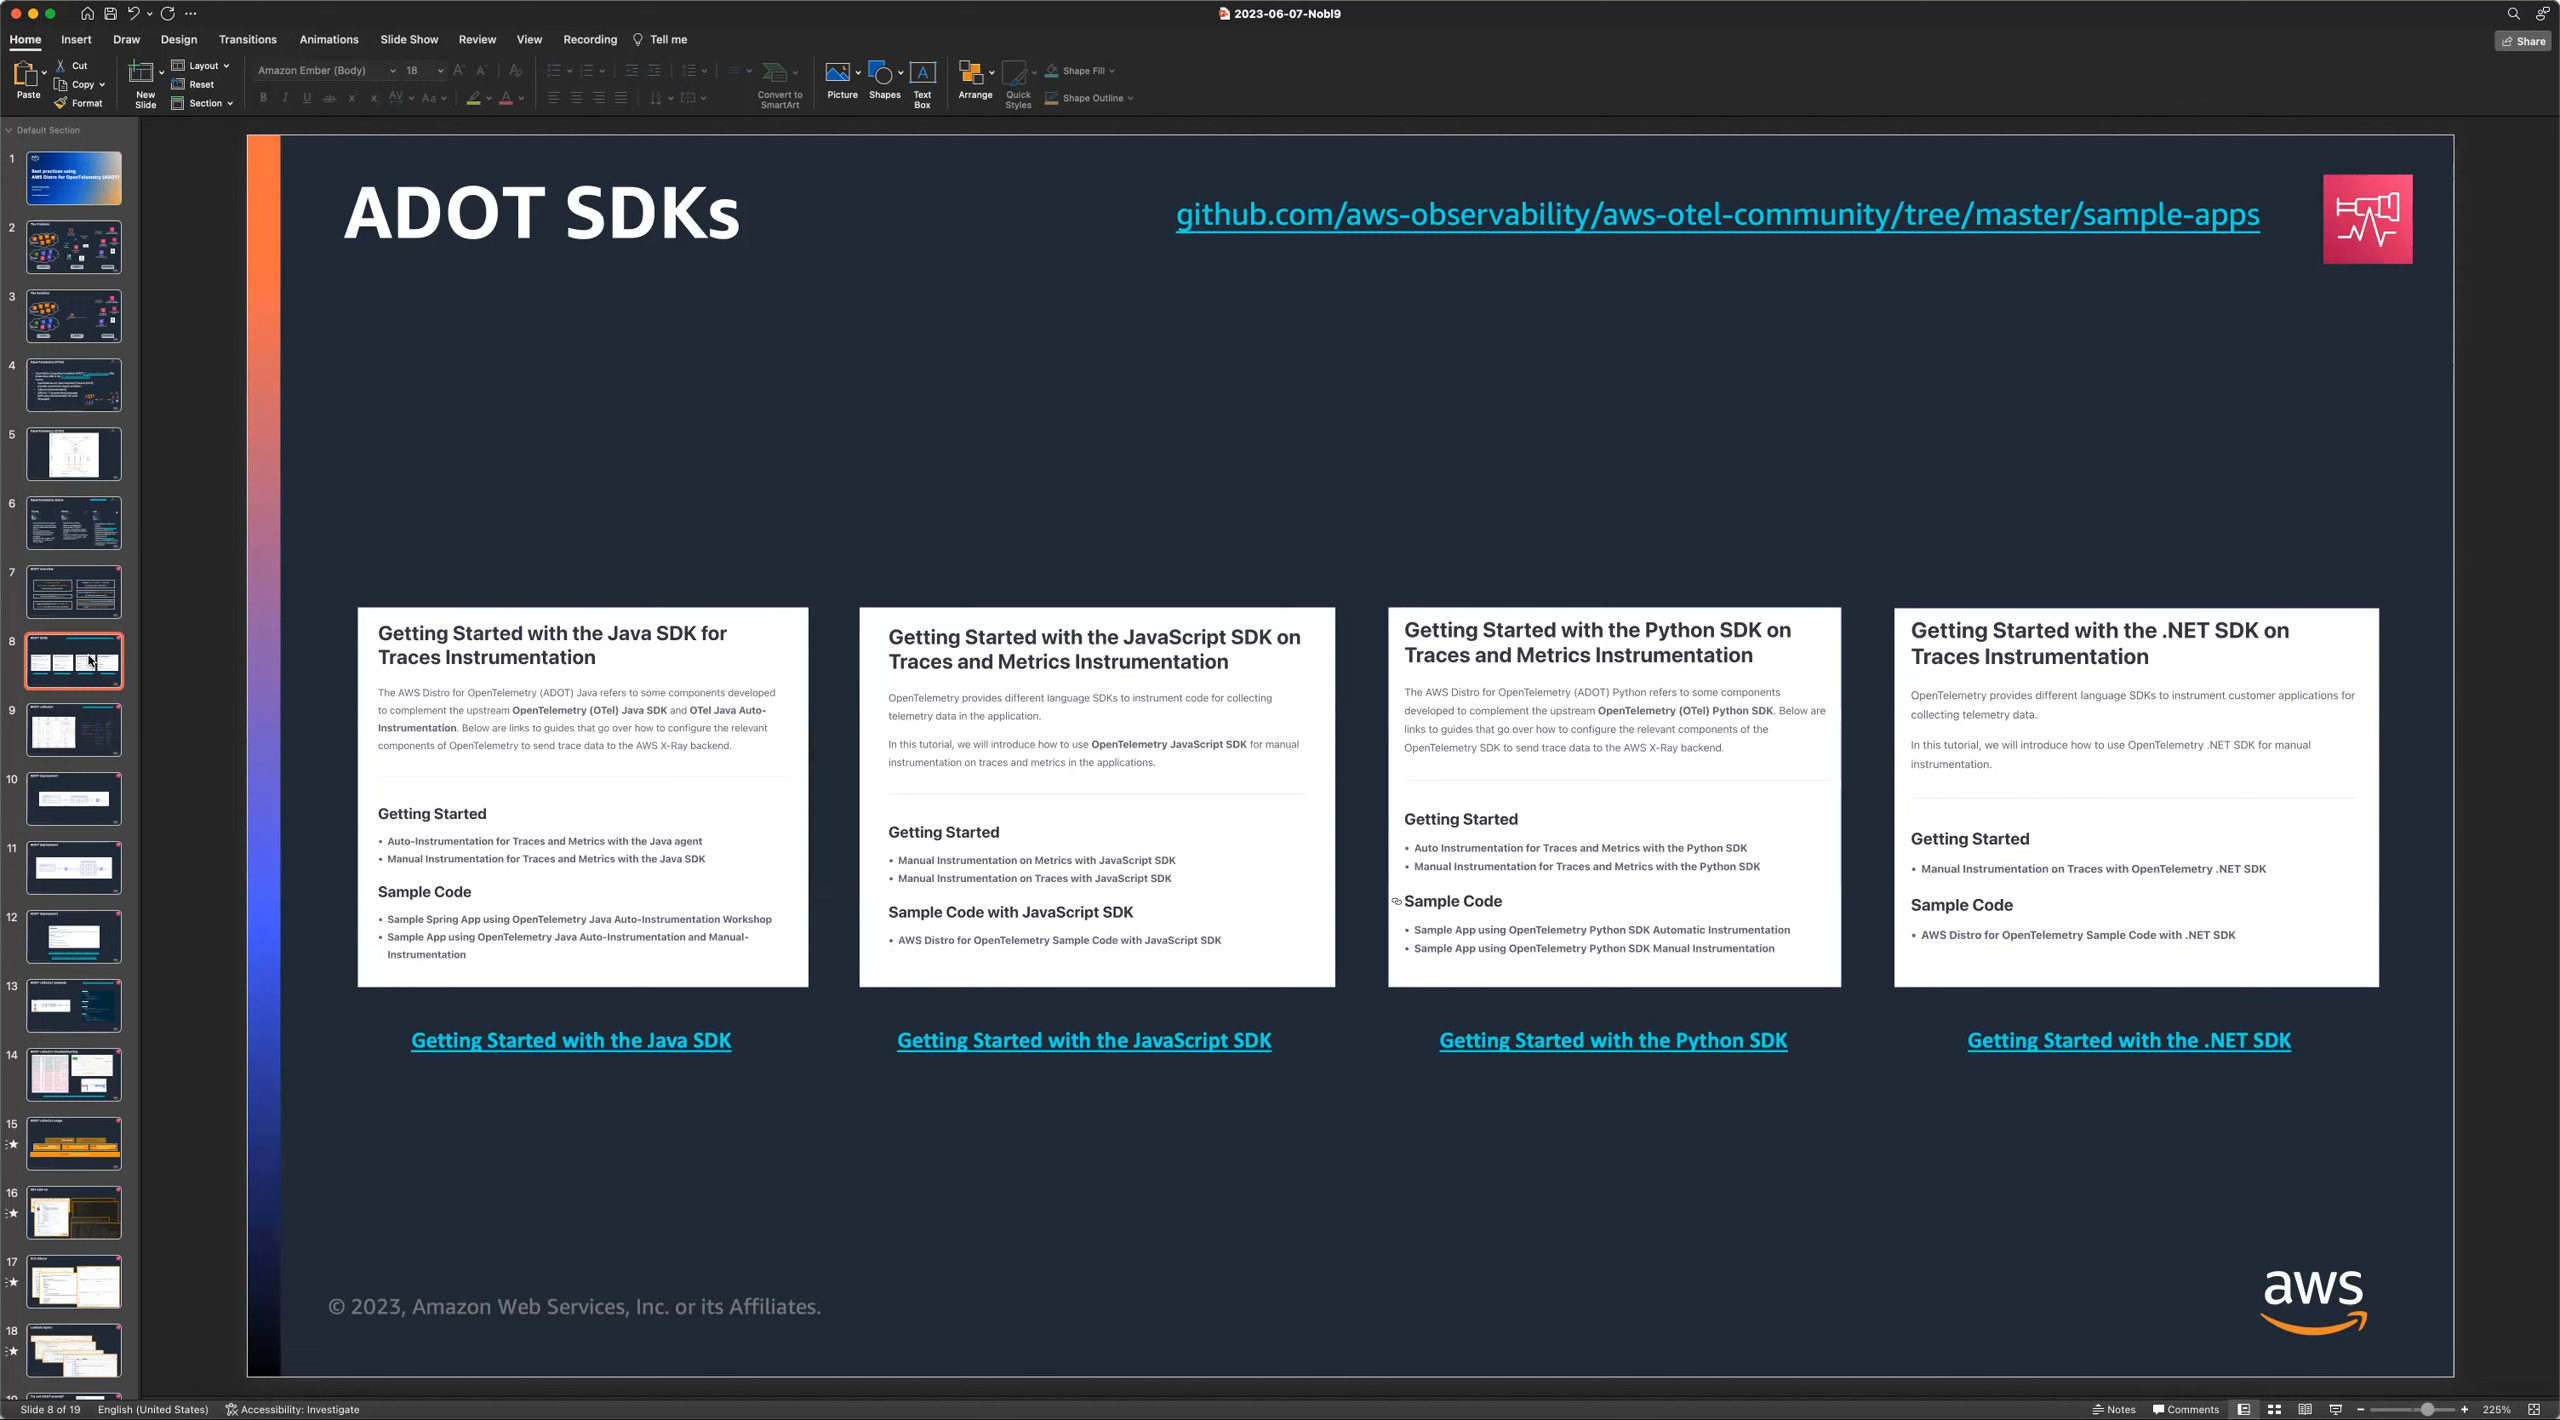 2023-06-07-Nobl9
Home Insert Draw Design Transitions Animations Slide Show Review View Recording Tell me
Share
Paste
Cut
Copy
Format
New Slide
Layout
Reset
Section
Amazon Ember (Body) 18
Convert to SmartArt
Picture
Shapes
Text Box
Arrange
Quick Styles
Shape Fill
Shape Outline
Default Section
1
2
3
4
5
6
7
8
9
10
11
12
13
14
15
16
17
18
ADOT SDKs
github.com/aws-observability/aws-otel-community/tree/master/sample-apps
Getting Started with the Java SDK for
Traces Instrumentation
The AWS Distro for OpenTelemetry (ADOT) Java refers to some components developed
to complement the upstream OpenTelemetry (OTel) Java SDK and OTel Java Auto-
Instrumentation. Below are links to guides that go over how to configure the relevant
components of OpenTelemetry to send trace data to the AWS X-Ray backend.
Getting Started
• Auto-Instrumentation for Traces and Metrics with the Java agent
• Manual Instrumentation for Traces and Metrics with the Java SDK
Sample Code
• Sample Spring App using OpenTelemetry Java Auto-Instrumentation Workshop
• Sample App using OpenTelemetry Java Auto-Instrumentation and Manual-
Instrumentation
Getting Started with the Java SDK
Getting Started with the JavaScript SDK on
Traces and Metrics Instrumentation
OpenTelemetry provides different language SDKs to instrument code for collecting
telemetry data in the application.
In this tutorial, we will introduce how to use OpenTelemetry JavaScript SDK for manual
instrumentation on traces and metrics in the applications.
Getting Started
• Manual Instrumentation on Metrics with JavaScript SDK
• Manual Instrumentation on Traces with JavaScript SDK
Sample Code with JavaScript SDK
• AWS Distro for OpenTelemetry Sample Code with JavaScript SDK
Getting Started with the JavaScript SDK
Getting Started with the Python SDK on
Traces and Metrics Instrumentation
The AWS Distro for OpenTelemetry (ADOT) Python refers to some components
developed to complement the upstream OpenTelemetry (OTel) Python SDK. Below are
links to guides that go over how to configure the relevant components of the
OpenTelemetry SDK to send trace data to the AWS X-Ray backend.
Getting Started
• Auto Instrumentation for Traces and Metrics with the Python SDK
• Manual Instrumentation for Traces and Metrics with the Python SDK
Sample Code
• Sample App using OpenTelemetry Python SDK Automatic Instrumentation
• Sample App using OpenTelemetry Python SDK Manual Instrumentation
Getting Started with the Python SDK
Getting Started with the .NET SDK on
Traces Instrumentation
OpenTelemetry provides different language SDKs to instrument customer applications for
collecting telemetry data.
In this tutorial, we will introduce how to use OpenTelemetry .NET SDK for manual
instrumentation.
Getting Started
• Manual Instrumentation on Traces with OpenTelemetry .NET SDK
Sample Code
• AWS Distro for OpenTelemetry Sample Code with .NET SDK
Getting Started with the .NET SDK
© 2023, Amazon Web Services, Inc. or its Affiliates.
aws
Slide 8 of 19 English (United States) Accessibility: Investigate
Notes Comments 225%